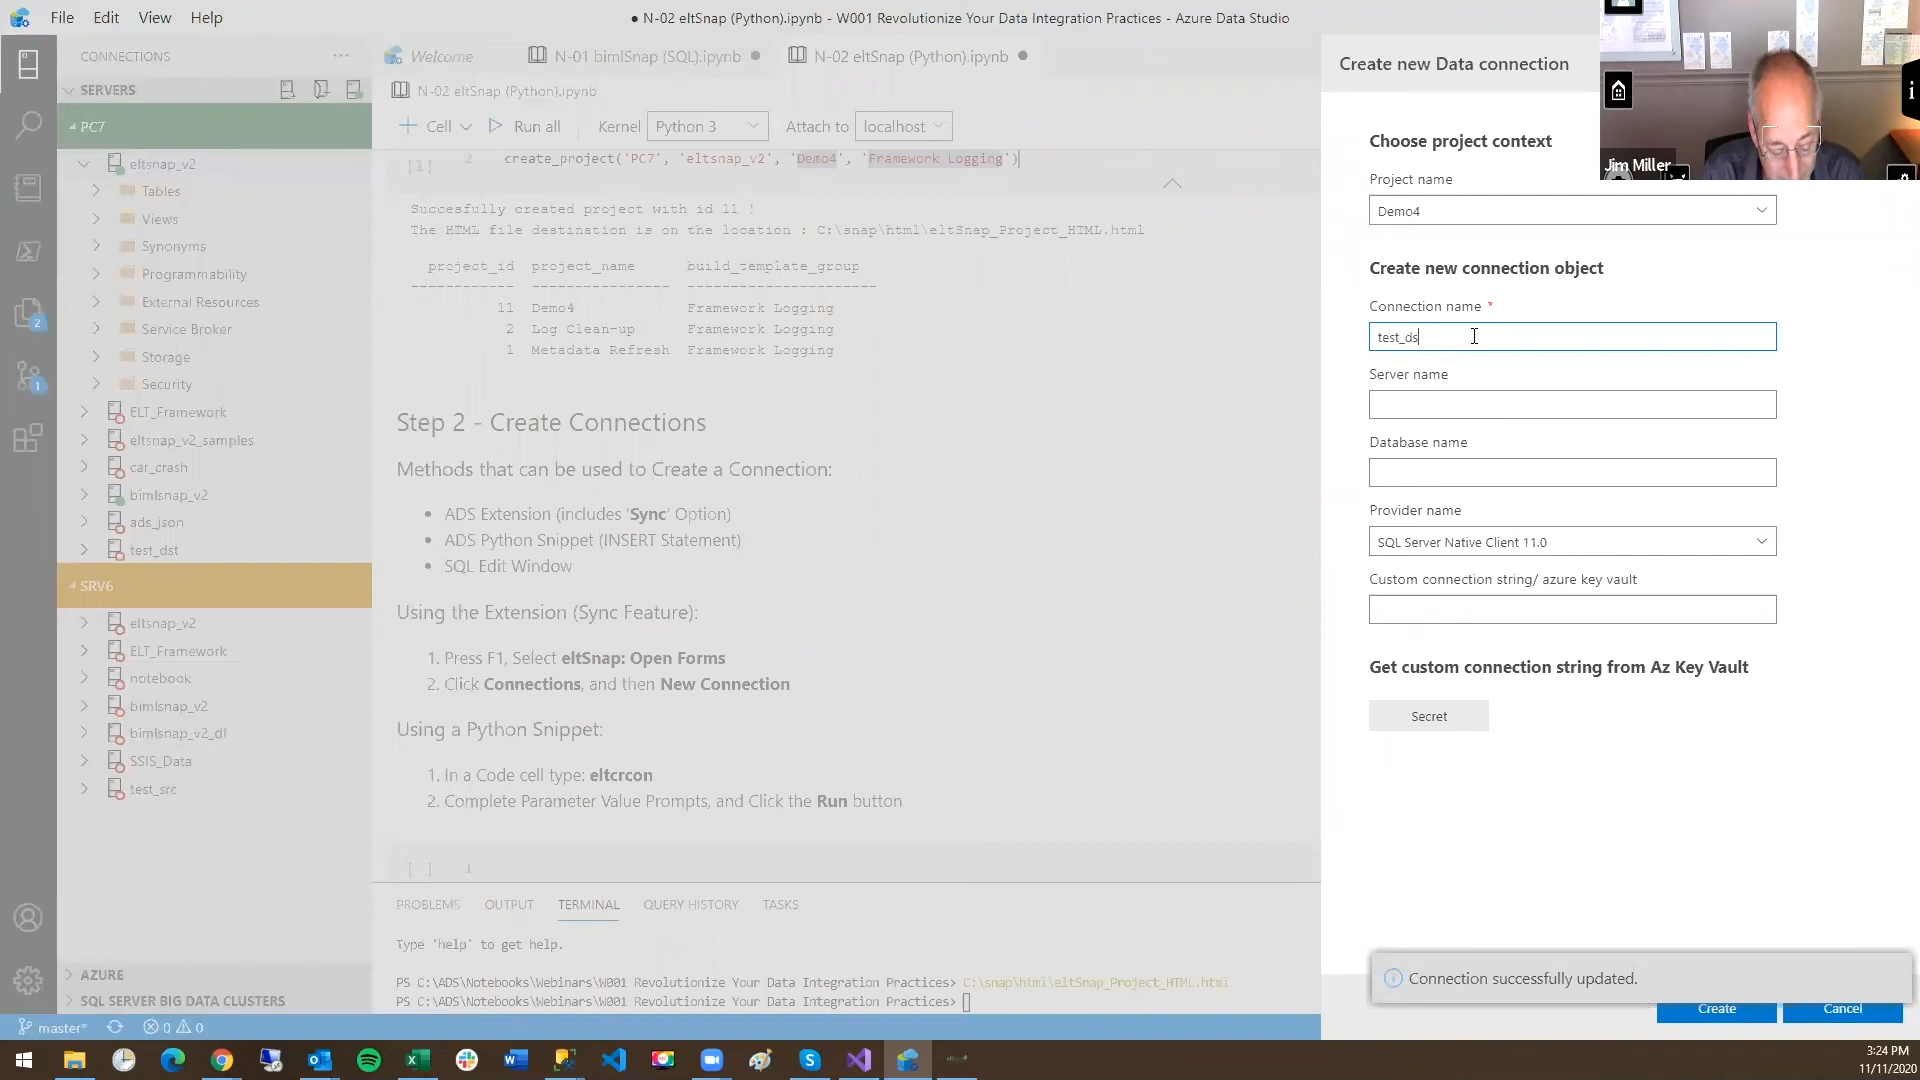 File Edit View Help
● N-02 eltSnap (Python).ipynb - W001 Revolutionize Your Data Integration Practices - Azure Data Studio
CONNECTIONS
SERVERS
PC7
eltsnap_v2
Tables
Views
Synonyms
Programmability
External Resources
Service Broker
Storage
Security
ELT_Framework
eltsnap_v2_samples
car_crash
bimlsnap_v2
ads_json
test_dst
SRV6
eltsnap_v2
ELT_Framework
notebook
bimlsnap_v2
bimlsnap_v2_dl
SSIS_Data
test_src
AZURE
SQL SERVER BIG DATA CLUSTERS
2
1
Welcome
N-01 bimlSnap (SQL).ipynb
N-02 eltSnap (Python).ipynb
N-02 eltSnap (Python).ipynb
Cell Run all Kernel Python 3 Attach to localhost
[1] 2 create_project('PC7', 'eltsnap_v2', 'Demo4', 'Framework Logging')
Succesfully created project with id 11 !
The HTML file destination is on the location : C:\snap\html\eltSnap_Project_HTML.html
project_id project_name build_template_group
------------ ---------------- ----------------------
11 Demo4 Framework Logging
2 Log Clean-up Framework Logging
1 Metadata Refresh Framework Logging
Step 2 - Create Connections
Methods that can be used to Create a Connection:
• ADS Extension (includes 'Sync' Option)
• ADS Python Snippet (INSERT Statement)
• SQL Edit Window
Using the Extension (Sync Feature):
1. Press F1, Select eltSnap: Open Forms
2. Click Connections, and then New Connection
Using a Python Snippet:
1. In a Code cell type: eltcrcon
2. Complete Parameter Value Prompts, and Click the Run button
[ ] 1
PROBLEMS OUTPUT TERMINAL QUERY HISTORY TASKS
Type 'help' to get help.
PS C:\ADS\Notebooks\Webinars\W001 Revolutionize Your Data Integration Practices> C:\snap\html\eltSnap_Project_HTML.html
PS C:\ADS\Notebooks\Webinars\W001 Revolutionize Your Data Integration Practices>
Create new Data connection
Jim Miller
Choose project context
Project name
Demo4
Create new connection object
Connection name *
test_ds
Server name
Database name
Provider name
SQL Server Native Client 11.0
Custom connection string/ azure key vault
Get custom connection string from Az Key Vault
Secret
Connection successfully updated.
Create Cancel
master* 0 0
3:24 PM
11/11/2020